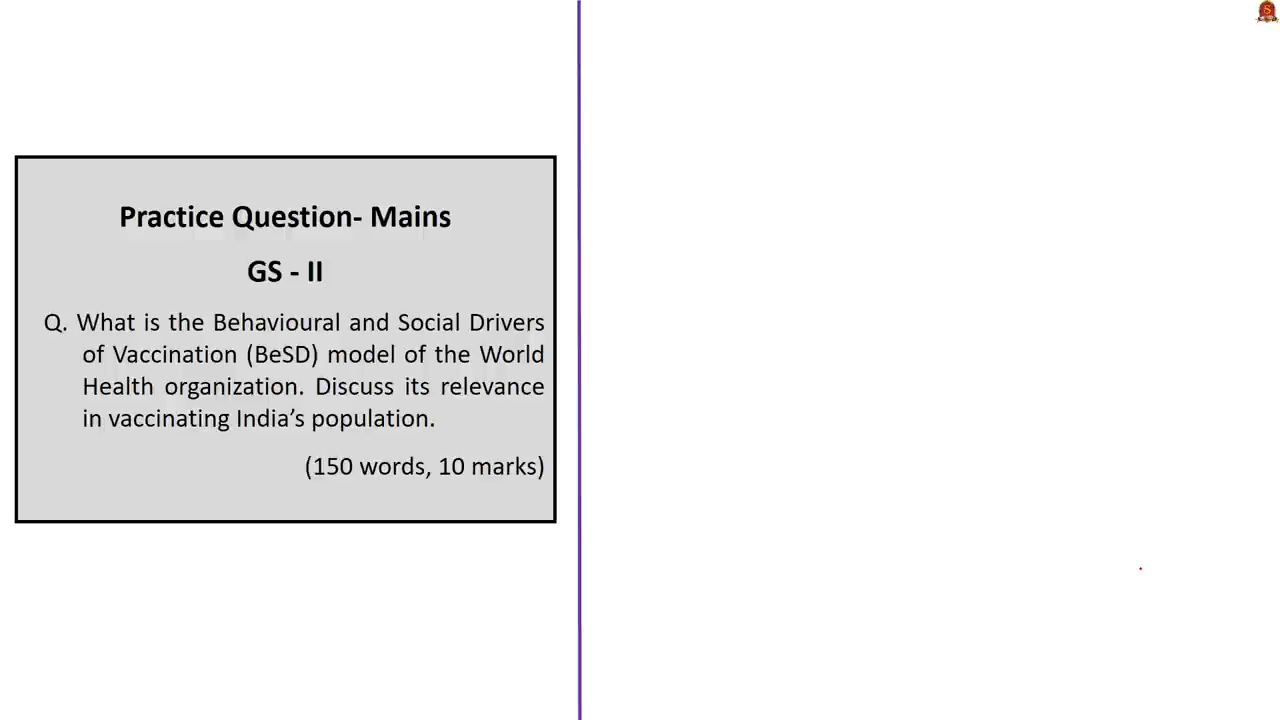 Practice Question- Mains
GS - II
Q. What is the Behavioural and Social Drivers
of Vaccination (BeSD) model of the World
Health organization. Discuss its relevance
in vaccinating India’s population.
(150 words, 10 marks)
S